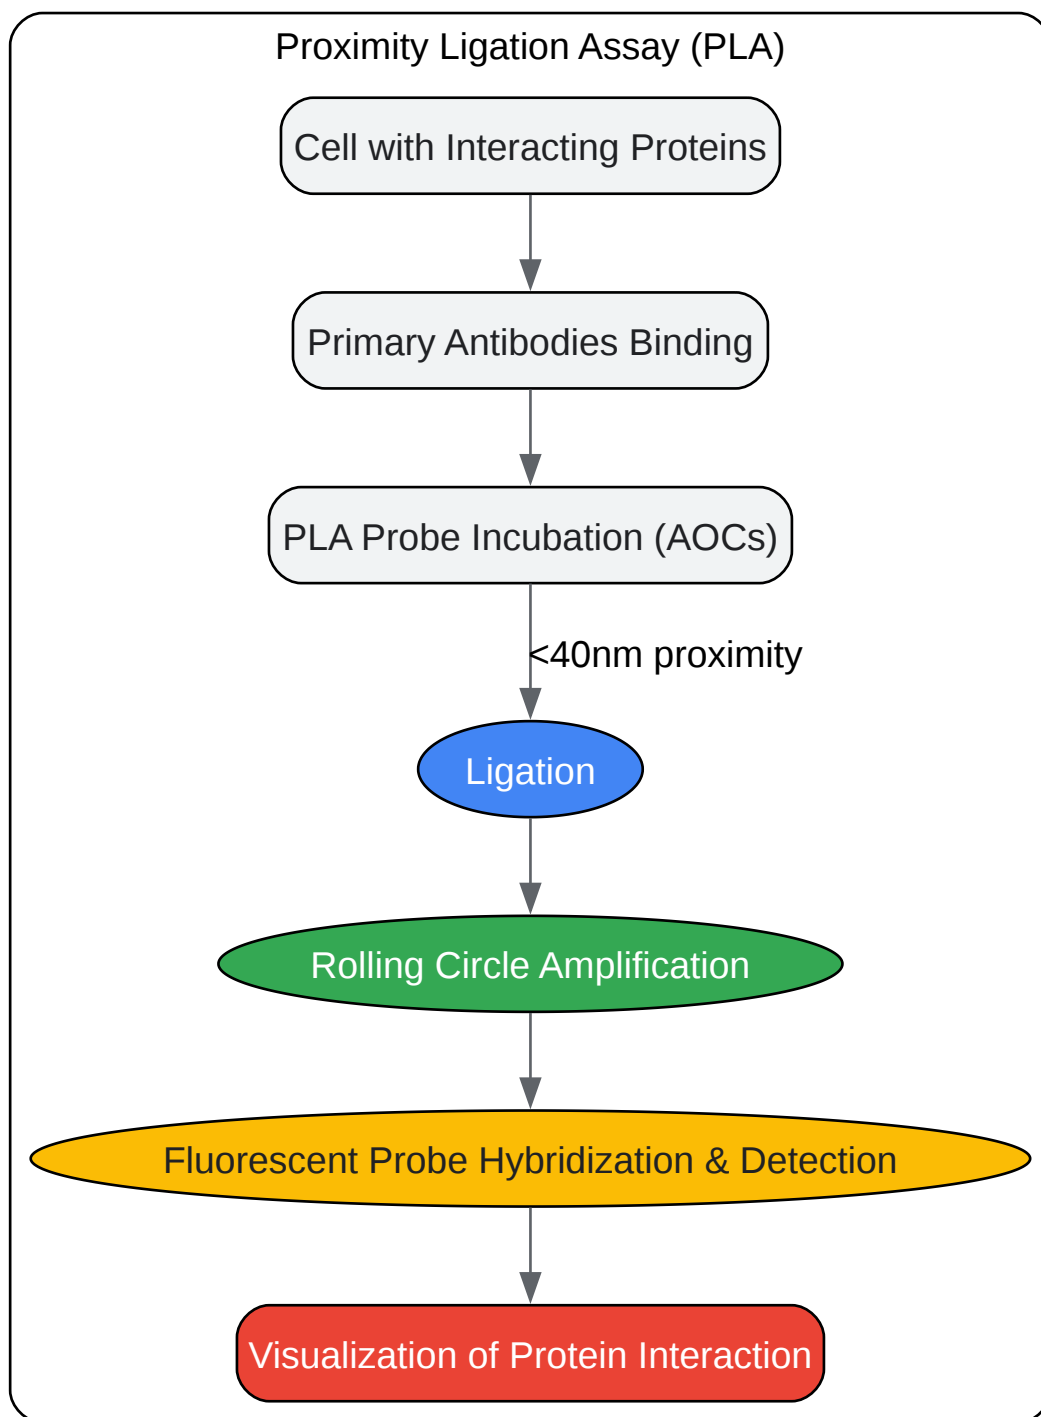 Proximity Ligation Assay (PLA)
Cell with Interacting Proteins
Primary Antibodies Binding
PLA Probe Incubation (AOCs)
<40nm proximity
Ligation
Rolling Circle Amplification
Fluorescent Probe Hybridization & Detection
Visualization of Protein Interaction